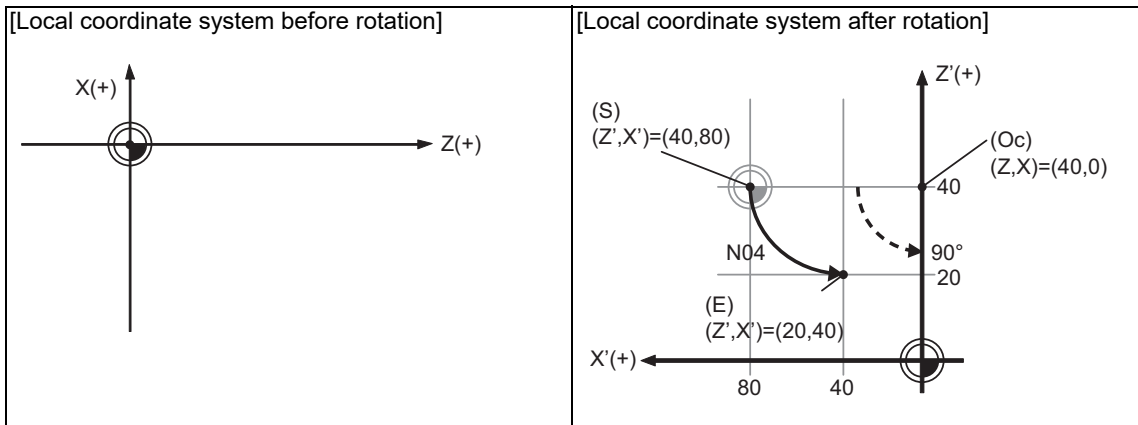 [Local coordinate system before rotation]
X(+)
Z(+)
[Local coordinate system after rotation]
Z’(+)
(S)
(Z’,X’)=(40,80)
(Oc)
(Z,X)=(40,0)
40
N04
90°
20
(E)
(Z’,X’)=(20,40)
X’(+)
80
40